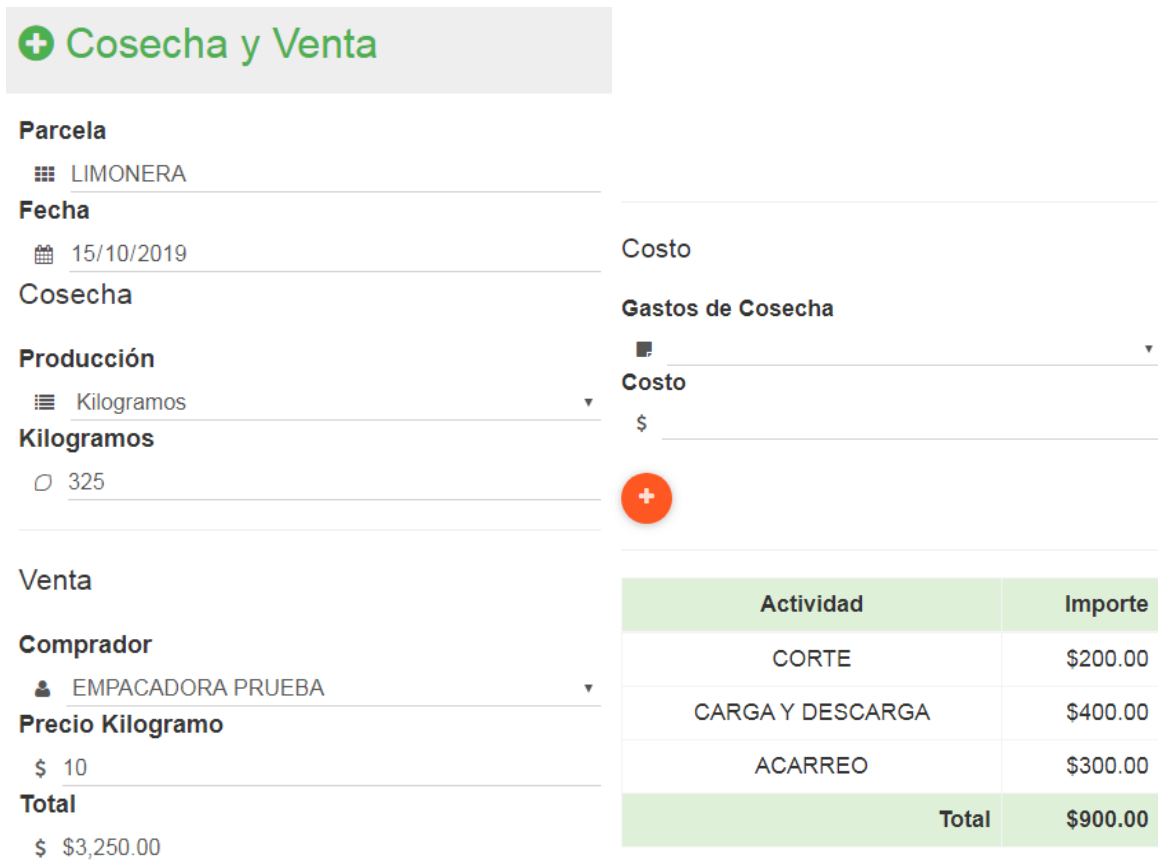 Cosecha y Venta
Parcela
LIMONERA
Fecha
15/10/2019
Cosecha
Producción
Kilogramos
Kilogramos
325
Venta
Comprador
EMPACADORA PRUEBA
Precio Kilogramo
$ 10
Total
$ $3,250.00
Costo
Gastos de Cosecha
Costo
$
Actividad Importe
CORTE $200.00
CARGA Y DESCARGA $400.00
ACARREO $300.00
Total $900.00